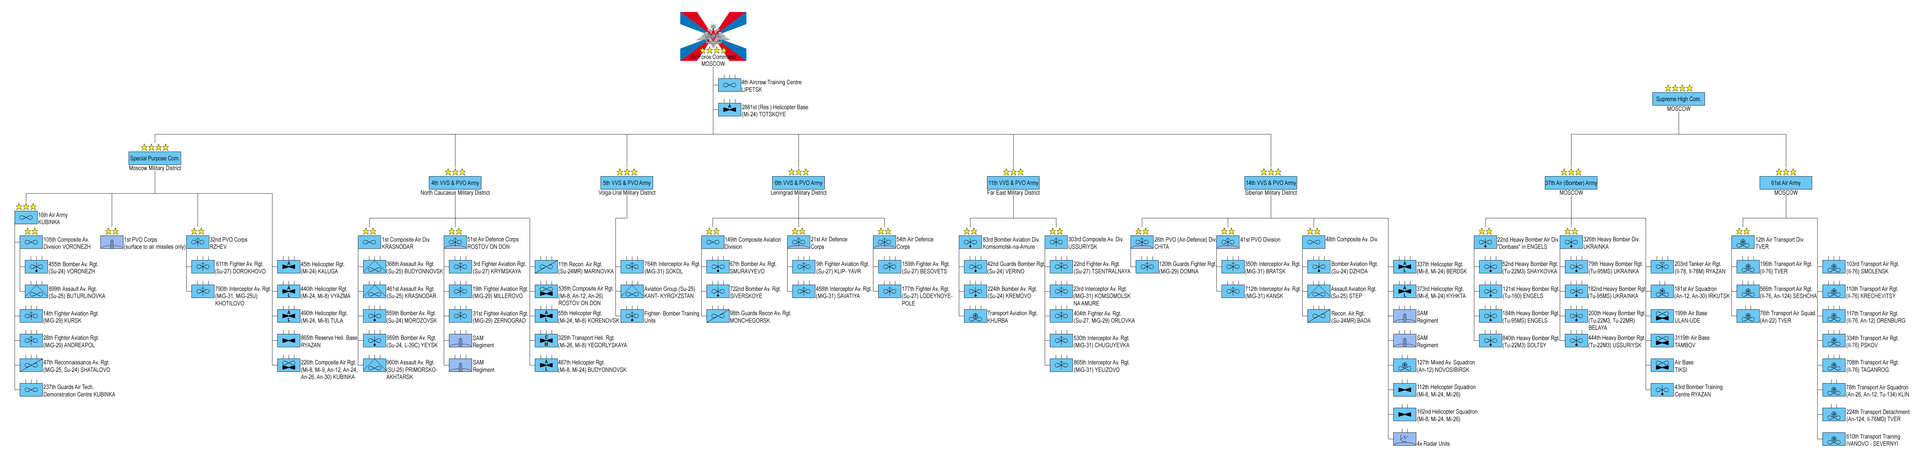 Air Force Command
MOSCOW
4th Aircrew Training Centre
LIPETSK
2881st (Res.) Helicopter Base
(Mi-24) TOTSKOYE
Supreme High Com.
MOSCOW
Special Purpose Com.
Moscow Military District
4th VVS & PVO Army
North Caucasus Military District
5th VVS & PVO Army
Volga-Ural Military District
6th VVS & PVO Army
Leningrad Military District
11th VVS & PVO Army
Far East Military District
14th VVS & PVO Army
Siberian Military District
37th Air (Bomber) Army
MOSCOW
61st Air Army
MOSCOW
16th Air Army
KUBINKA
105th Composite Av.
Division VORONEZH
455th Bomber Av. Rgt.
(Su-24) VORONEZH
899th Assault Av. Rgt.
(Su-25) BUTURLINOVKA
14th Fighter Aviation Rgt.
(MiG-29) KURSK
28th Fighter Aviation Rgt.
(MiG-29) ANDREAPOL
47th Reconnaissance Av. Rgt.
(MiG-25, Su-24) SHATALOVO
237th Guards Air Tech.
Demonstration Centre KUBINKA
1st PVO Corps
(surface to air missiles only)
32nd PVO Corps
RZHEV
611th Fighter Av. Rgt.
(Su-27) DOROKHOVO
790th Interceptor Av. Rgt.
(MiG-31, MiG-25U)
KHOTILOVO
45th Helicopter Rgt.
(Mi-24) KALUGA
440th Helicopter Rgt.
(Mi-24, Mi-8) VYAZMA
490th Helicopter Rgt.
(Mi-24, Mi-8) TULA
865th Reserve Heli. Base
RYAZAN
226th Composite Air Rgt.
(Mi-8, Mi-9, An-12, An-24,
An-26, An-30) KUBINKA
1st Composite Air Div.
KRASNODAR
368th Assault Av. Rgt.
(Su-25) BUDYONNOVSK
461st Assault Av. Rgt.
(Su-25) KRASNODAR
559th Bomber Av. Rgt.
(Su-24) MOROZOVSK
959th Bomber Av. Rgt.
(Su-24, L-39C) YEYSK
960th Assault Av. Rgt.
(SU-25) PRIMORSKO-
AKHTARSK
51st Air Defence Corps
ROSTOV ON DON
3rd Fighter Aviation Rgt.
(Su-27) KRYMSKAYA
19th Fighter Aviation Rgt.
(MiG-29) MILLEROVO
31st Fighter Aviation Rgt.
(MiG-29) ZERNOGRAD
SAM
Regiment
SAM
Regiment
11th Recon. Air Rgt.
(Su-24MR) MARINOVKA
535th Composite Air Rgt.
(Mi-8, An-12, An-26)
ROSTOV ON DON
55th Helicopter Rgt.
(Mi-24, Mi-8) KORENOVSK
325th Transport Heli. Rgt.
(Mi-26, Mi-8) YEGORLYSKAYA
487th Helicopter Rgt.
(Mi-8, Mi-24) BUDYONNOVSK
764th Interceptor Av. Rgt.
(MiG-31) SOKOL
Aviation Group (Su-25)
KANT- KYRGYZSTAN
Fighter- Bomber Training
Units
149th Composite Aviation
Division
67th Bomber Av. Rgt.
SMURAVYEVO
722nd Bomber Av. Rgt.
SIVERSKOYE
98th Guards Recon Av. Rgt.
MONCHEGORSK
21st Air Defence
Corps
9th Fighter Aviation Rgt.
(Su-27) KLIP- YAVR
458th Interceptor Av. Rgt.
(MiG-31) SAVATIYA
54th Air Defence
Corps
159th Fighter Av. Rgt.
(Su-27) BESOVETS
177th Fighter Av. Rgt.
(Su-27) LODEYNOYE-
POLE
83rd Bomber Aviation Div.
Komsomolsk-na-Amure
42nd Guards Bomber Rgt.
(Su-24) VERINO
224th Bomber Av. Rgt.
(Su-24) KREMOVO
Transport Aviation Rgt.
KHURBA
303rd Composite Av. Div.
USSURIYSK
22nd Fighter Av. Rgt.
(Su-27) TSENTRALNAYA
23rd Interceptor Av. Rgt.
(MiG-31) KOMSOMOLSK
NA AMURE
404th Fighter Av. Rgt.
(Su-27, MiG-29) ORLOVKA
530th Interceptor Av. Rgt.
(MiG-31) CHUGUYEVKA
865th Interceptor Av. Rgt.
(MiG-31) YELIZOVO
26th PVO (Air-Defence) Div.
CHITA
120th Guards Fighter Rgt.
(MiG-29) DOMNA
41st PVO Division
350th Interceptor Av. Rgt.
(MiG-31) BRATSK
712th Interceptor Av. Rgt.
(MiG-31) KANSK
48th Composite Av. Div.
Bomber Aviation Rgt.
(Su-24) DZHIDA
Assault Aviation Rgt.
(Su-25) STEP
Recon. Air Rgt.
(Su-24MR) BADA
337th Helicopter Rgt.
(Mi-8, Mi-24) BERDSK
373rd Helicopter Rgt.
(Mi-8, Mi-24) KYHKTA
SAM
Regiment
SAM
Regiment
127th Mixed Av. Squadron
(An-12) NOVOSIBIRSK
112th Helicopter Squadron
(Mi-8, Mi-24, Mi-26)
162nd Helicopter Squadron
(Mi-8, Mi-24, Mi-26)
4x Radar Units
22nd Heavy Bomber Air Div.
"Donbass" in ENGELS
52nd Heavy Bomber Rgt.
(Tu-22M3) SHAYKOVKA
121st Heavy Bomber Rgt.
(Tu-160) ENGELS
184th Heavy Bomber Rgt.
(Tu-95MS) ENGELS
840th Heavy Bomber Rgt.
(Tu-22M3) SOLTSY
326th Heavy Bomber Div.
UKRAINKA
79th Heavy Bomber Rgt.
(Tu-95MS) UKRAINKA
182nd Heavy Bomber Rgt.
(Tu-95MS) UKRAINKA
200th Heavy Bomber Rgt.
(Tu-22M3, Tu-22MR)
BELAYA
444th Heavy Bomber Rgt.
(Tu-22M3) USSURIYSK
203rd Tanker Air Rgt.
(Il-78, Il-78M) RYAZAN
181st Air Squadron
(An-12, An-30) IRKUTSK
199th Air Base
ULAN-UDE
3119th Air Base
TAMBOV
Air Base
TIKSI
43rd Bomber Training
Centre RYAZAN
12th Air Transport Div.
TVER
196th Transport Air Rgt.
(Il-76) TVER
566th Transport Air Rgt.
(Il-76, An-124) SESHCHA
76th Transport Air Squad.
(An-22) TVER
103rd Transport Air Rgt.
(Il-76) SMOLENSK
110th Transport Air Rgt.
(Il-76) KRECHEVITSY
117th Transport Air Rgt.
(Il-76, An-12) ORENBURG
334th Transport Air Rgt.
(Il-76) PSKOV
708th Transport Air Rgt.
(Il-76) TAGANROG
78th Transport Air Squadron
(An-26, An-12, Tu-134) KLIN
224th Transport Detachment
(An-124, Il-76MD) TVER
610th Transport Training
IVANOVO - SEVERNYI